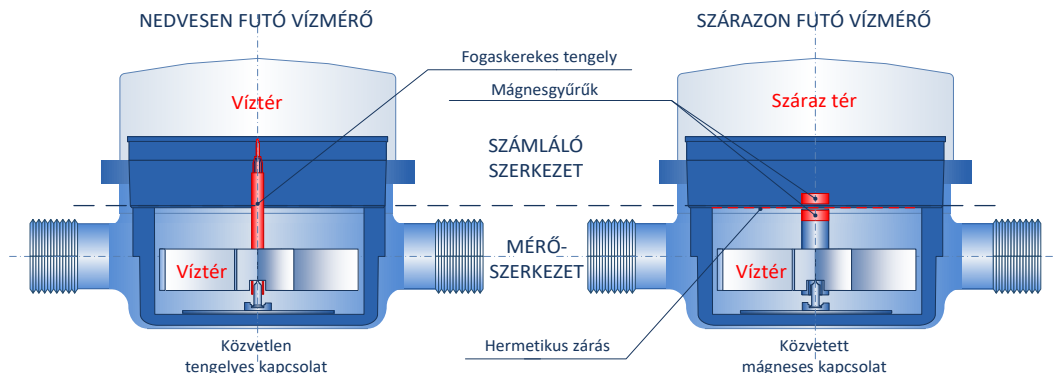 NEDVESEN FUTÓ VÍZMÉRŐ
SZÁRAZON FUTÓ VÍZMÉRŐ
Fogaskerekes tengely
Mágnesgyűrűk
Víztér
Száraz tér
SZÁMLÁLÓ
SZERKEZET
MÉRŐ-
SZERKEZET
Víztér
Víztér
Hermetikus zárás
Közvetlen
tengelyes kapcsolat
Közvetett
mágneses kapcsolat